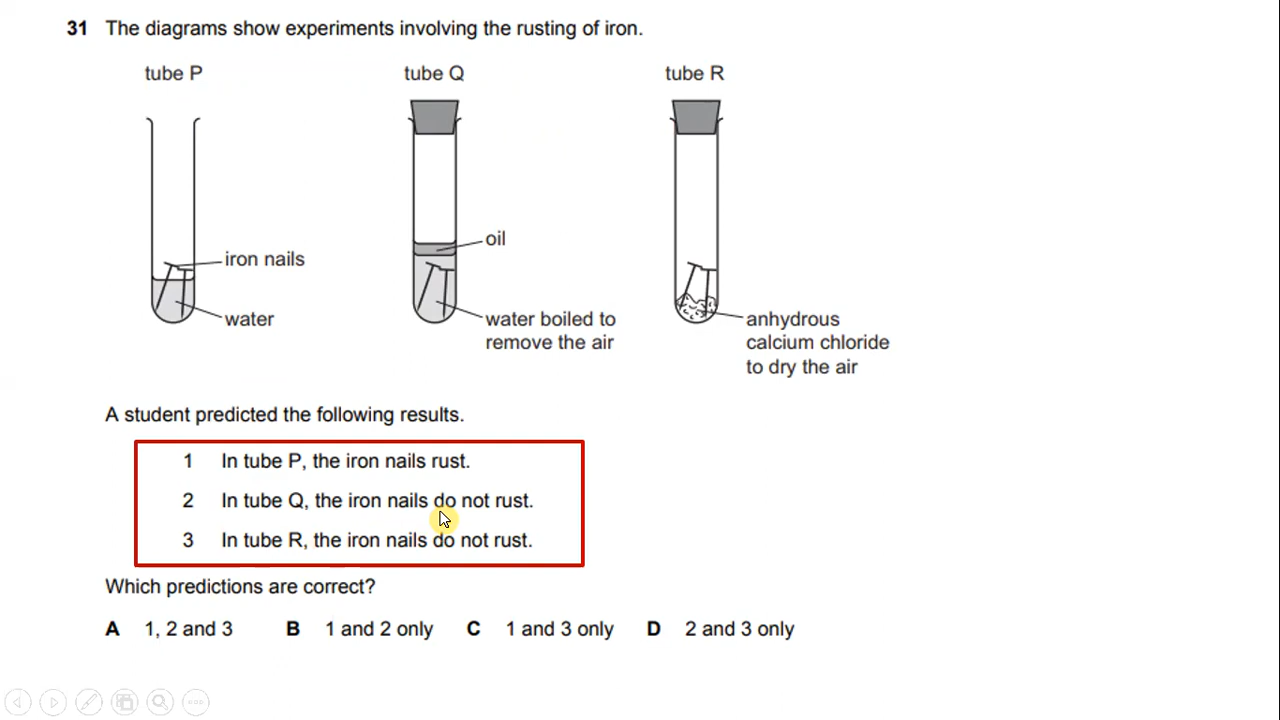 31 The diagrams show experiments involving the rusting of iron.
tube P
tube Q
tube R
iron nails
water
oil
water boiled to
remove the air
anhydrous
calcium chloride
to dry the air
A student predicted the following results.
1 In tube P, the iron nails rust.
2 In tube Q, the iron nails do not rust.
3 In tube R, the iron nails do not rust.
Which predictions are correct?
A 1, 2 and 3 B 1 and 2 only C 1 and 3 only D 2 and 3 only